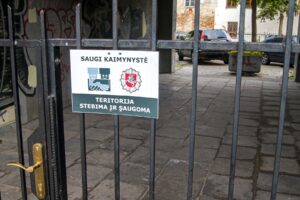 SAUGI KAIMYNYSTĖ
TERITORIJA
STEBIMA IR SAUGOMA